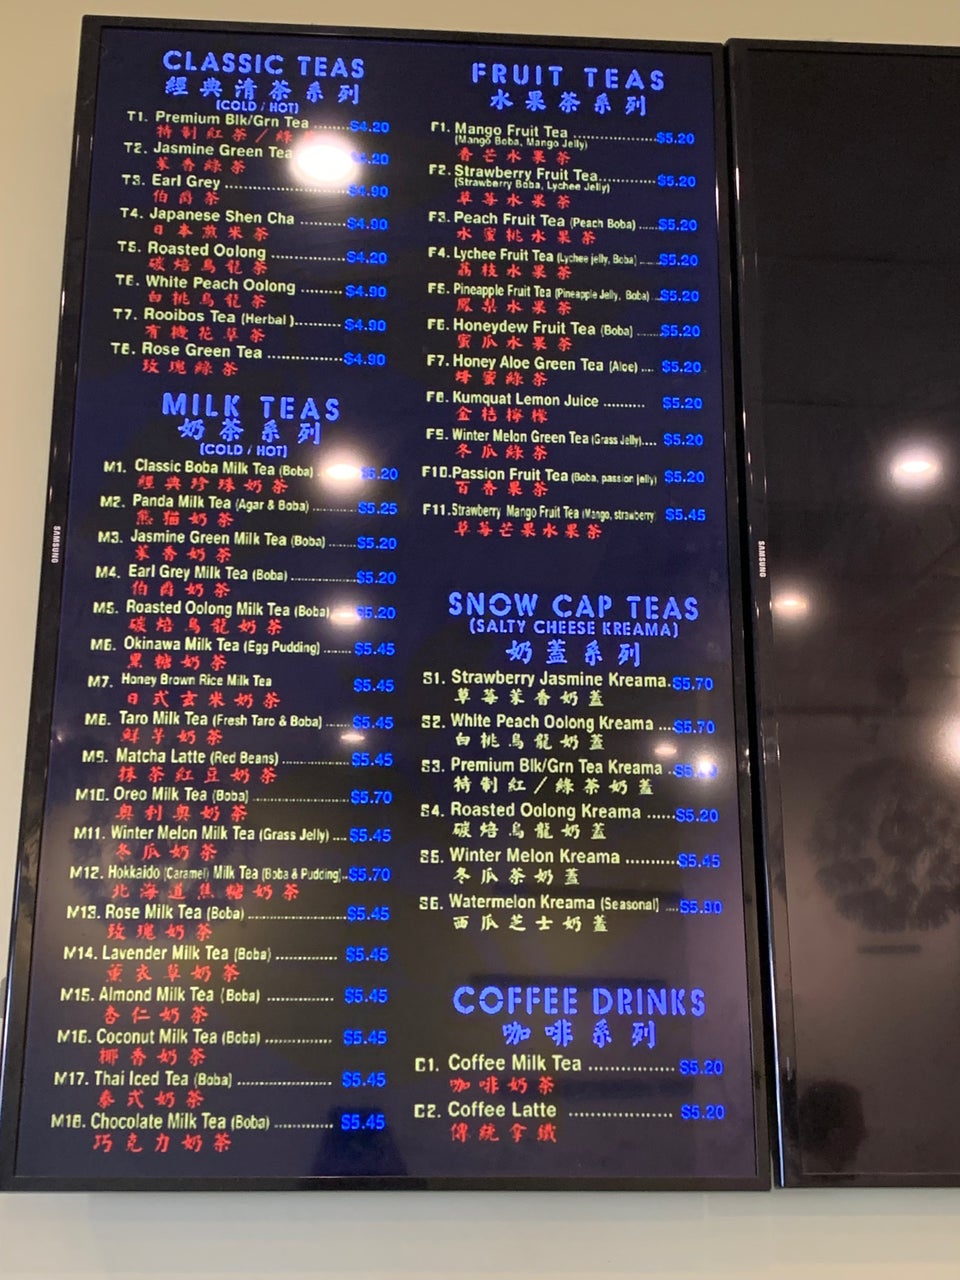 CLASSIC TEAS
經典清茶系列
(COLD / HOT)
T1. Premium Blk/Grn Tea ........ $4.20
特制紅茶／綠
T2. Jasmine Green Tea
茉香綠茶
T3. Earl Grey ........................ $4.90
伯爵茶
T4. Japanese Shen Cha .......... $4.90
日本煎米茶
T5. Roasted Oolong ............... $4.20
碳焙烏龍茶
T6. White Peach Oolong ......... $4.90
白桃烏龍茶
T7. Rooibos Tea (Herbal )......... $4.90
有機花草茶
T8. Rose Green Tea ............... $4.90
玫瑰綠茶
MILK TEAS
奶茶系列
(COLD / HOT)
M1. Classic Boba Milk Tea (Boba)
經典珍珠奶茶
M2. Panda Milk Tea (Agar & Boba) ........ $5.25
熊猫奶茶
M3. Jasmine Green Milk Tea (Boba)........ $5.20
茉香奶茶
M4. Earl Grey Milk Tea (Boba) ............... $5.20
伯爵奶茶
M5. Roasted Oolong Milk Tea (Boba) $5.20
碳焙烏龍奶茶
M6. Okinawa Milk Tea (Egg Pudding) ...... $5.45
黑糖奶茶
M7. Honey Brown Rice Milk Tea $5.45
日式玄米奶茶
M8. Taro Milk Tea (Fresh Taro & Boba) ...... $5.45
鮮芋奶茶
M9. Matcha Latte (Red Beans) ............... $5.45
抹茶紅豆奶茶
M10. Oreo Milk Tea (Boba) ..................... $5.70
奥利奥奶茶
M11. Winter Melon Milk Tea (Grass Jelly) .... $5.45
冬瓜奶茶
M12. Hokkaido (Caramel) Milk Tea (Boba & Pudding).. $5.70
北海道焦糖奶茶
M13. Rose Milk Tea (Boba) ..................... $5.45
玫瑰奶茶
M14. Lavender Milk Tea (Boba) ............. $5.45
薰衣草奶茶
M15. Almond Milk Tea (Boba) ............... $5.45
杏仁奶茶
M16. Coconut Milk Tea (Boba) ............... $5.45
椰香奶茶
M17. Thai Iced Tea (Boba) ..................... $5.45
泰式奶茶
M18. Chocolate Milk Tea (Boba) ............. $5.45
巧克力奶茶
FRUIT TEAS
水果茶系列
F1. Mango Fruit Tea .................. $5.20
(Mango Boba, Mango Jelly)
香芒水果茶
F2. Strawberry Fruit Tea............. $5.20
(Strawberry Boba, Lychee Jelly)
草莓水果茶
F3. Peach Fruit Tea (Peach Boba) ...... $5.20
水蜜桃水果茶
F4. Lychee Fruit Tea (Lychee jelly, Boba) ..... $5.20
荔枝水果茶
F5. Pineapple Fruit Tea (Pineapple Jelly, Boba) .. $5.20
鳳梨水果茶
F6. Honeydew Fruit Tea (Boba) ...... $5.20
蜜瓜水果茶
F7. Honey Aloe Green Tea (Aloe) .... $5.20
蜂蜜綠茶
F8. Kumquat Lemon Juice .......... $5.20
金桔檸檬
F9. Winter Melon Green Tea (Grass Jelly).... $5.20
冬瓜綠茶
F10.Passion Fruit Tea (Boba, passion jelly) $5.20
百香果茶
F11. Strawberry Mango Fruit Tea (Mango, strawberry) $5.45
草莓芒果水果茶
SNOW CAP TEAS
(SALTY CHEESE KREAMA)
奶蓋系列
S1. Strawberry Jasmine Kreama. $5.70
草莓茉香奶蓋
S2. White Peach Oolong Kreama .... $5.70
白桃烏龍奶蓋
S3. Premium Blk/Grn Tea Kreama
特制紅／綠茶奶蓋
S4. Roasted Oolong Kreama ...... $5.20
碳焙烏龍奶蓋
S5. Winter Melon Kreama .......... $5.45
冬瓜茶奶蓋
S6. Watermelon Kreama (Seasonal) .... $5.90
西瓜芝士奶蓋
COFFEE DRINKS
咖啡系列
C1. Coffee Milk Tea .................. $5.20
咖啡奶茶
C2. Coffee Latte ..................... $5.20
傳統拿鐵
SAMSUNG
SAMSUNG